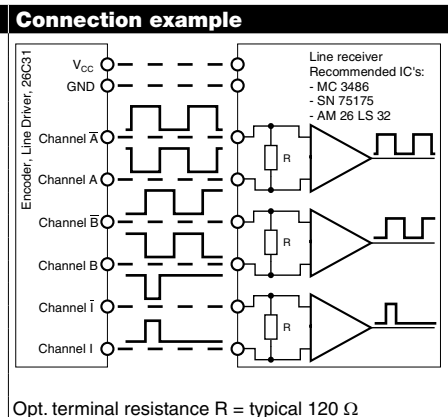 Connection example
Encoder, Line Driver, 26C31
V_CC
GND
Channel A̅
Channel A
Channel B̅
Channel B
Channel I̅
Channel I
Line receiver
Recommended IC's:
- MC 3486
- SN 75175
- AM 26 LS 32
R
R
R
Opt. terminal resistance R = typical 120 Ω